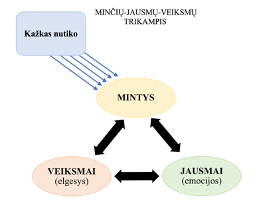 MINČIŲ-JAUSMŲ-VEIKSMŲ
TRIKAMPIS
Kažkas nutiko
MINTYS
VEIKSMAI
(elgesys)
JAUSMAI
(emocijos)